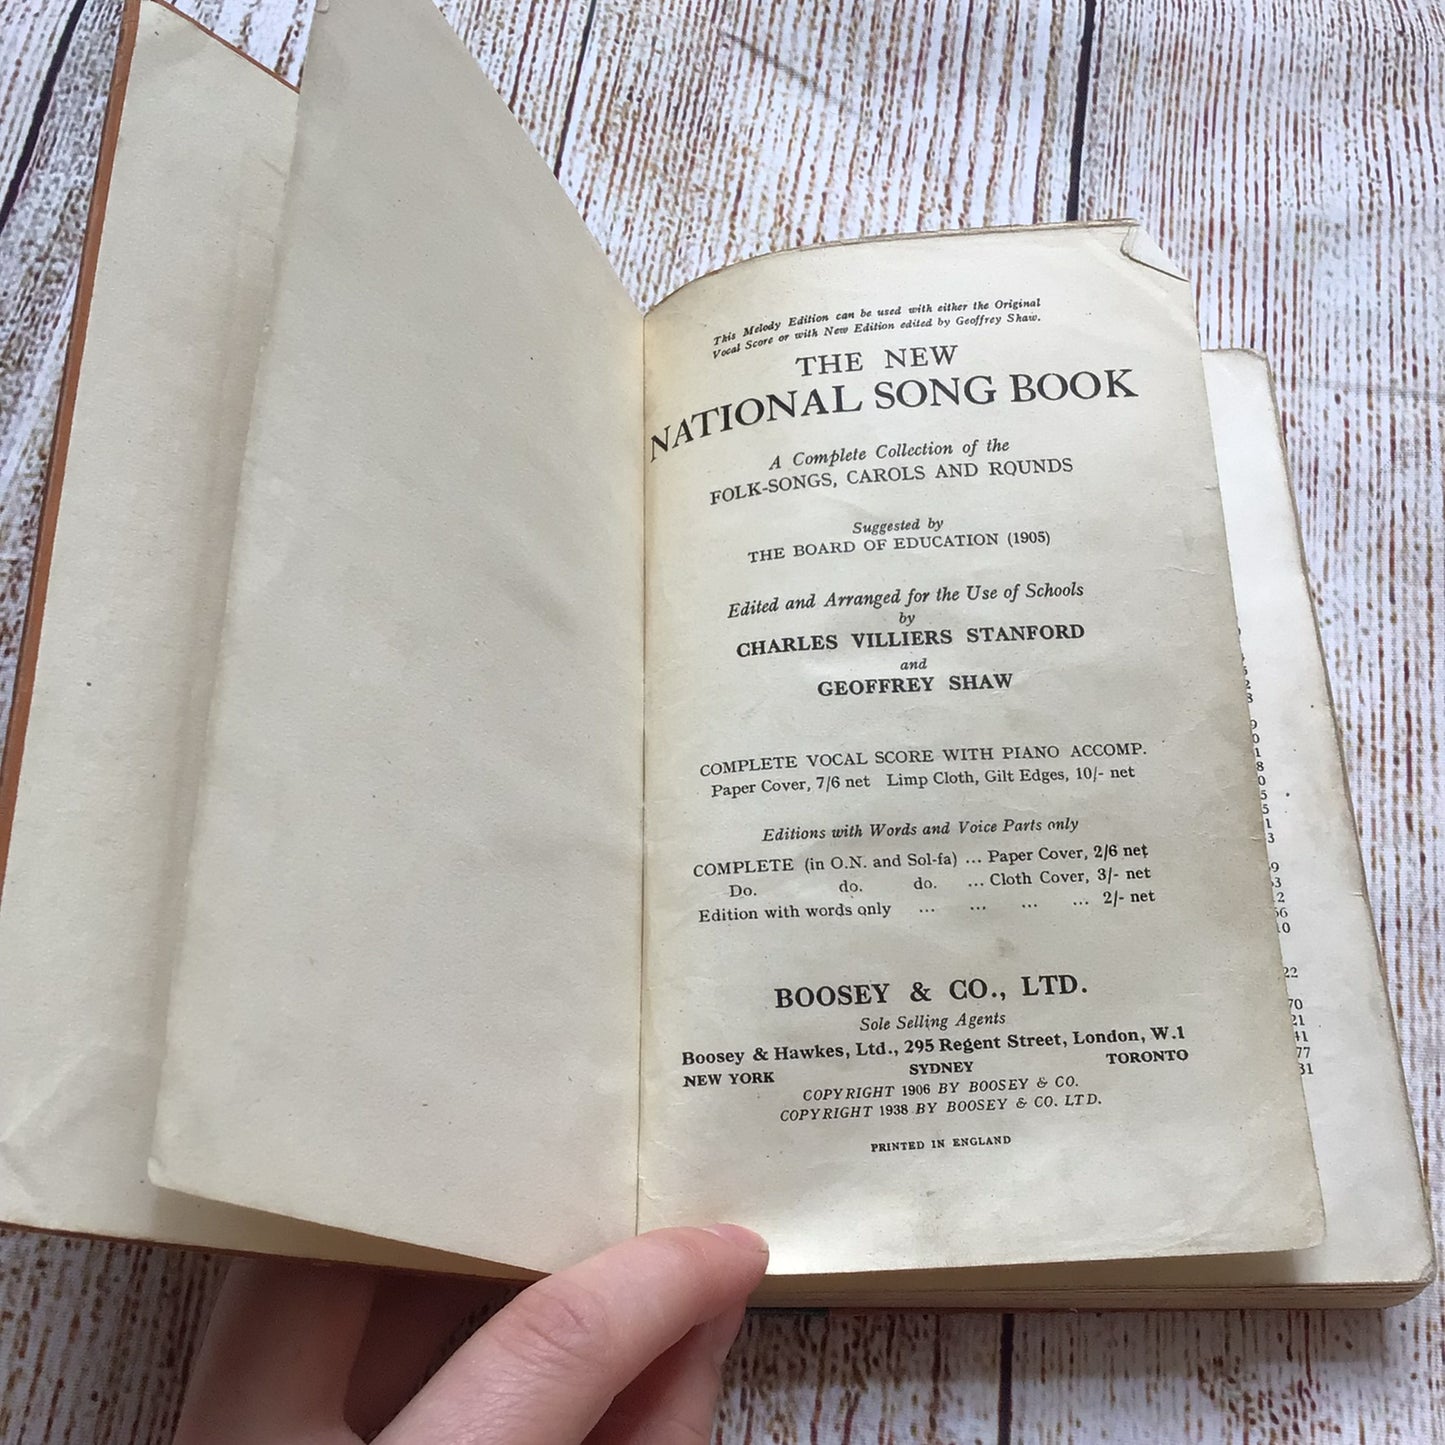 This Melody Edition can be used with either the Original
Vocal Score or with New Edition edited by Geoffrey Shaw.
THE NEW
NATIONAL SONG BOOK
A Complete Collection of the
FOLK-SONGS, CAROLS AND ROUNDS
Suggested by
THE BOARD OF EDUCATION (1905)
Edited and Arranged for the Use of Schools
by
CHARLES VILLIERS STANFORD
and
GEOFFREY SHAW
COMPLETE VOCAL SCORE WITH PIANO ACCOMP.
Paper Cover, 7/6 net Limp Cloth, Gilt Edges, 10/- net
Editions with Words and Voice Parts only
COMPLETE (in O.N. and Sol-fa) ... Paper Cover, 2/6 net
Do. do. do. ... Cloth Cover, 3/- net
Edition with words only ... ... ... ... 2/- net
BOOSEY & CO., LTD.
Sole Selling Agents
Boosey & Hawkes, Ltd., 295 Regent Street, London, W.1
NEW YORK SYDNEY TORONTO
COPYRIGHT 1906 BY BOOSEY & CO.
COPYRIGHT 1938 BY BOOSEY & CO. LTD.
PRINTED IN ENGLAND